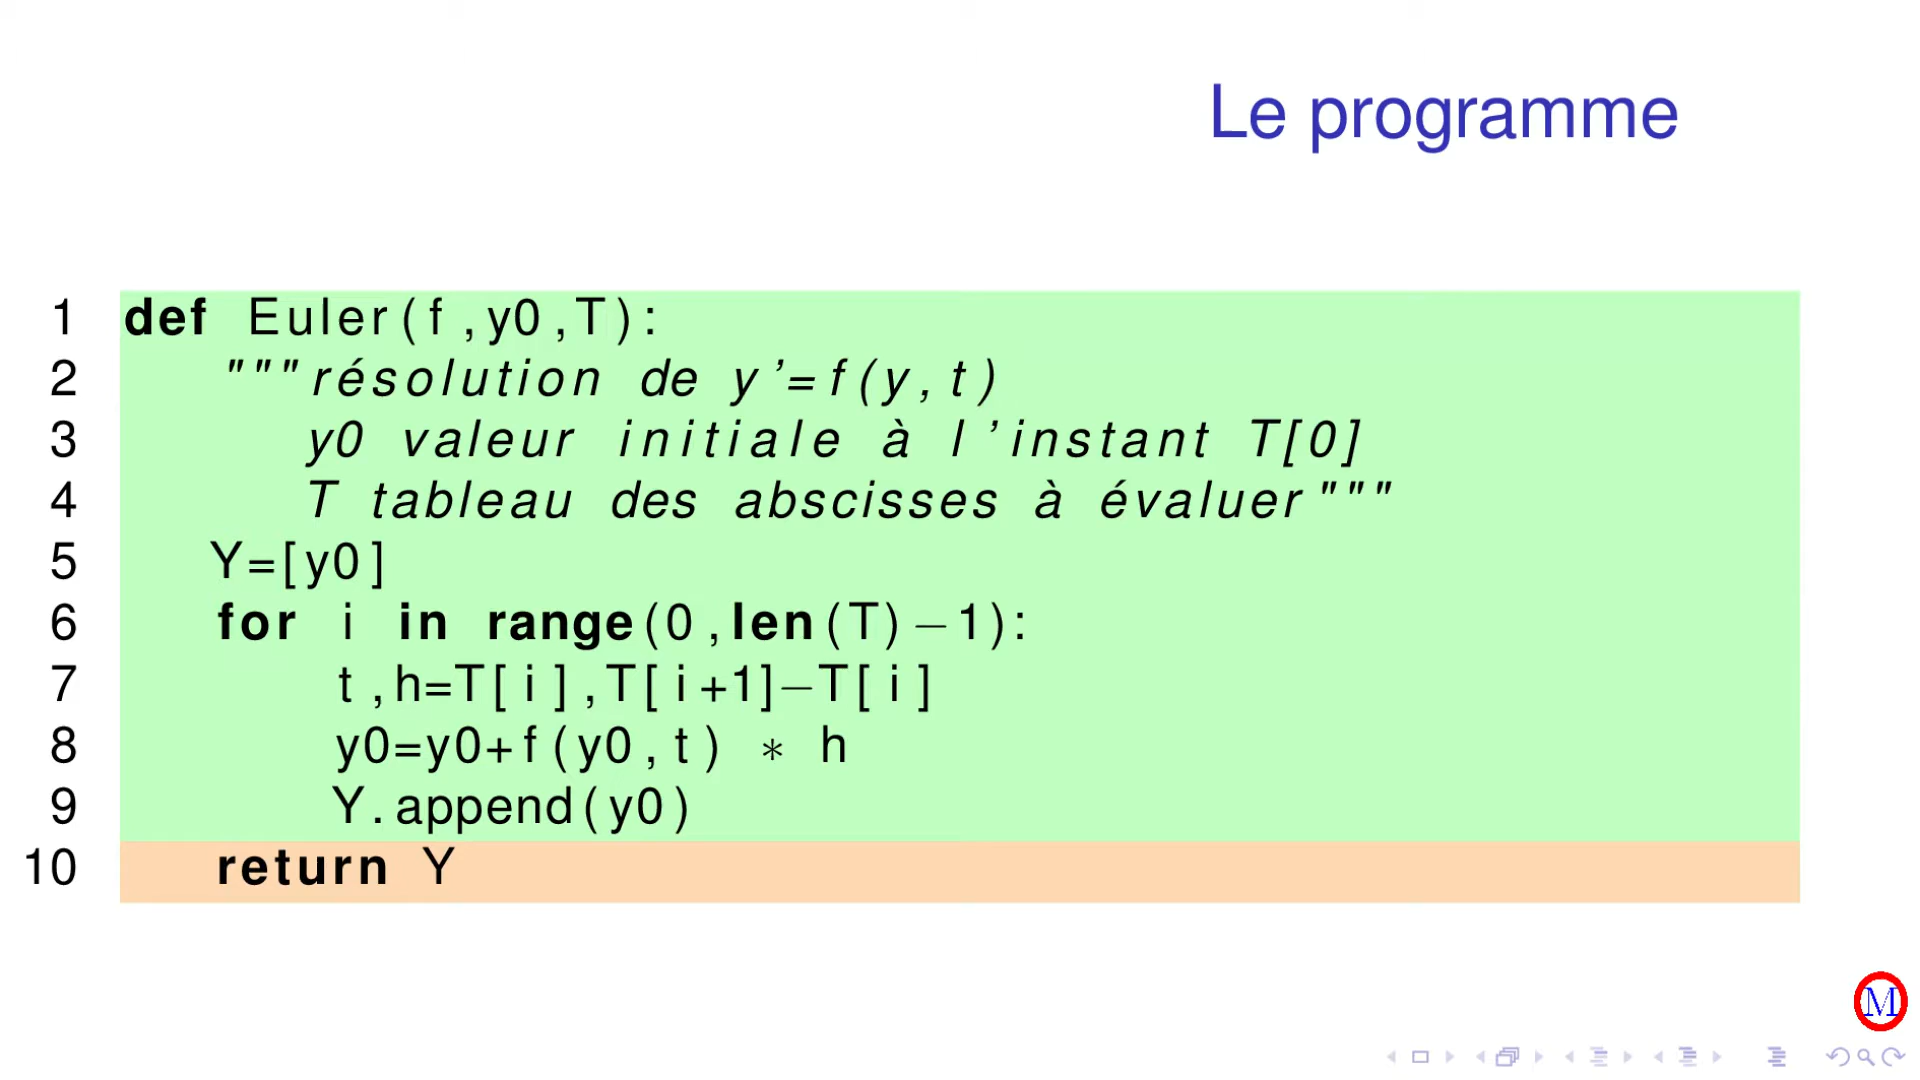 Le programme
1 def Euler(f,y0,T):
2 """résolution de y'=f(y,t)
3 y0 valeur initiale à l'instant T[0]
4 T tableau des abscisses à évaluer"""
5 Y=[y0]
6 for i in range(0,len(T)−1):
7 t,h=T[i],T[i+1]−T[i]
8 y0=y0+f(y0,t) * h
9 Y.append(y0)
10 return Y
M